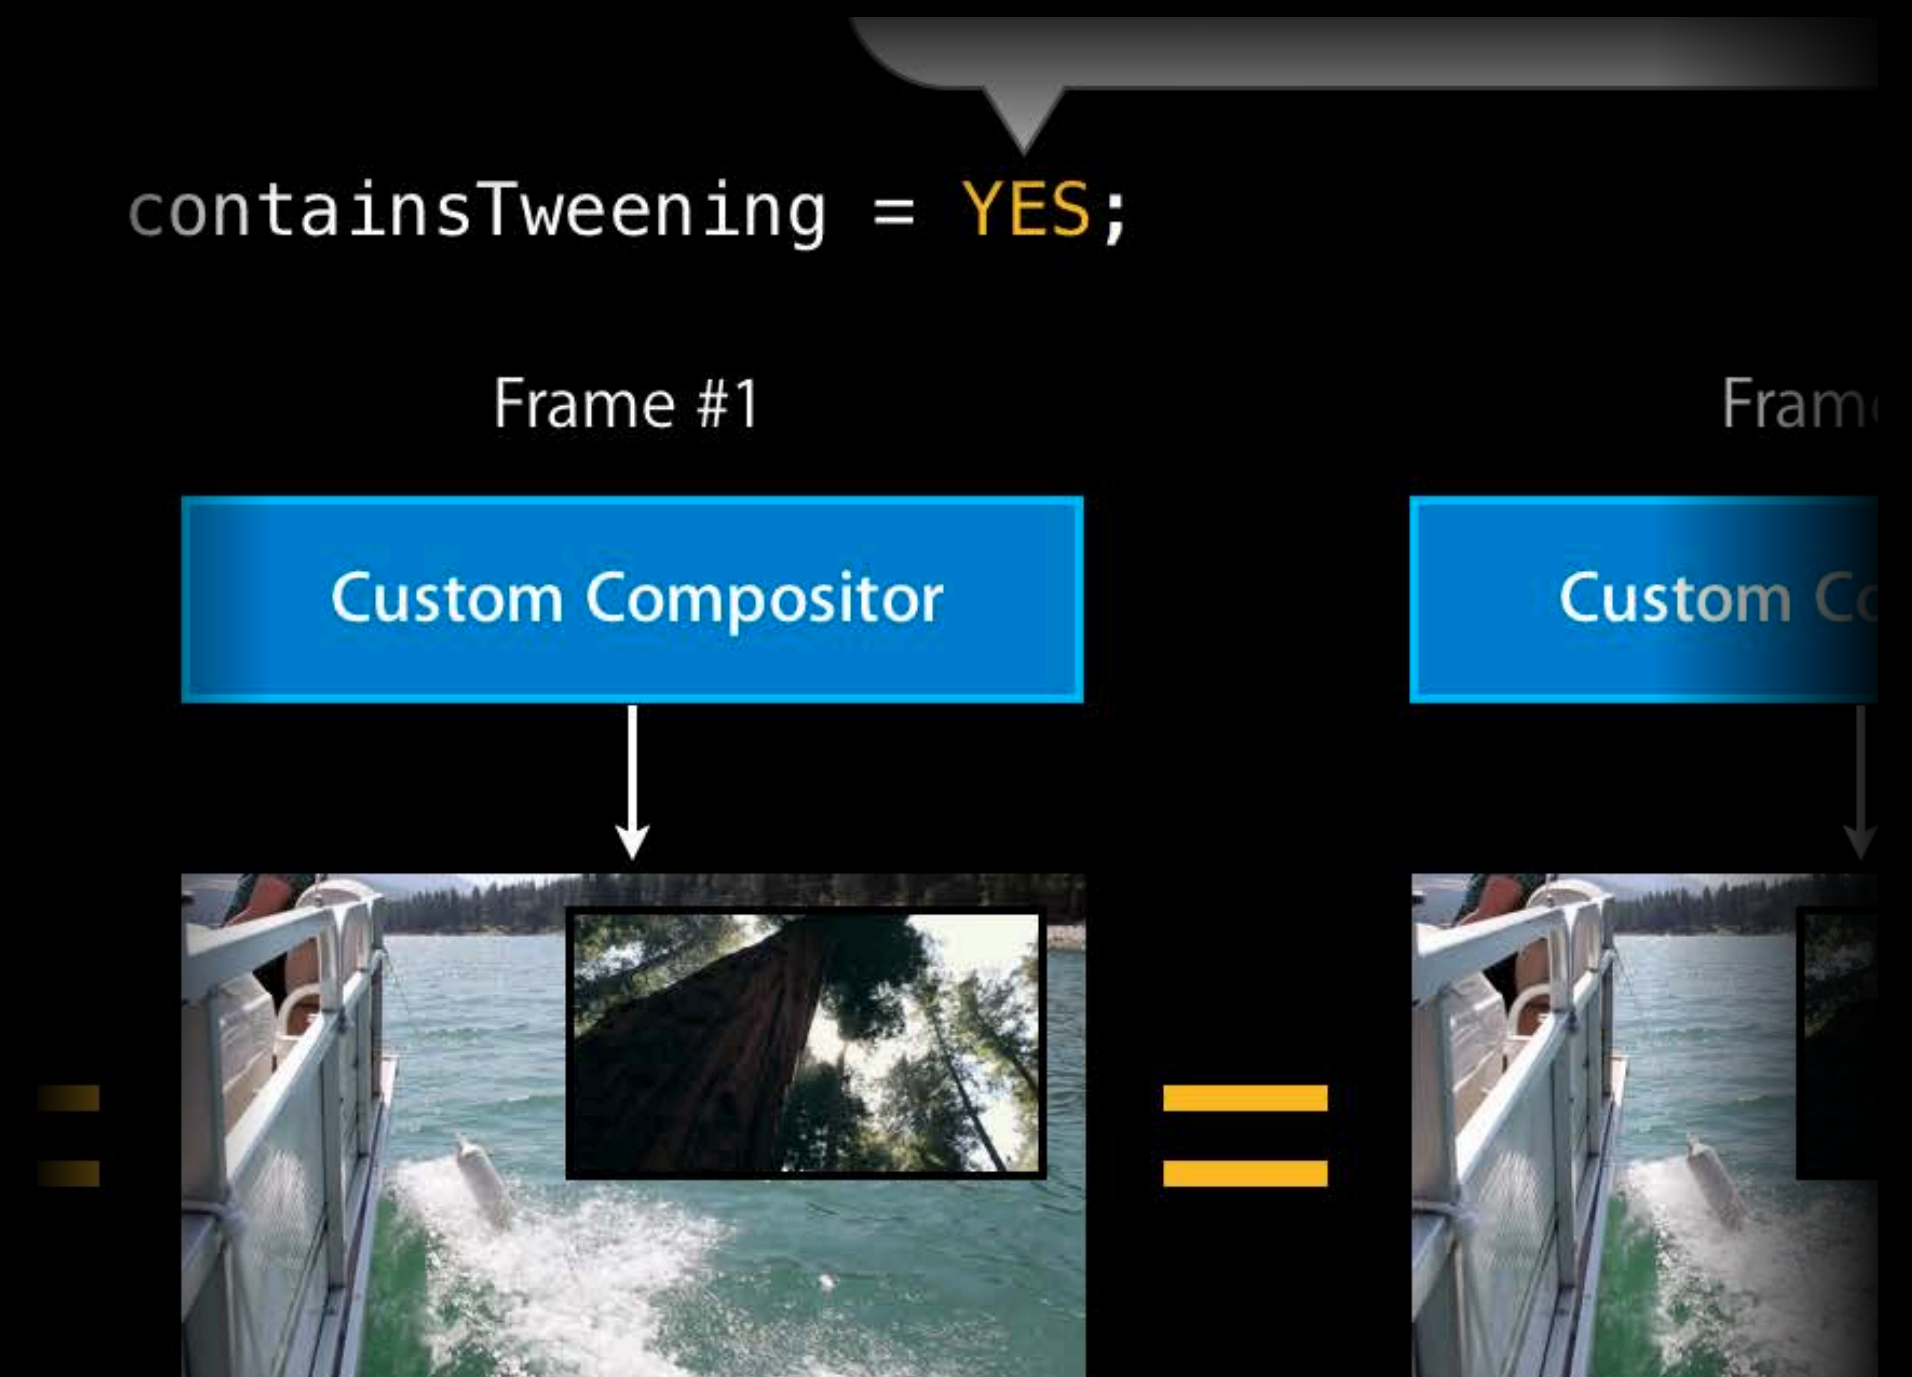 containsTweening = YES;
Frame #1
Custom Compositor
Custom